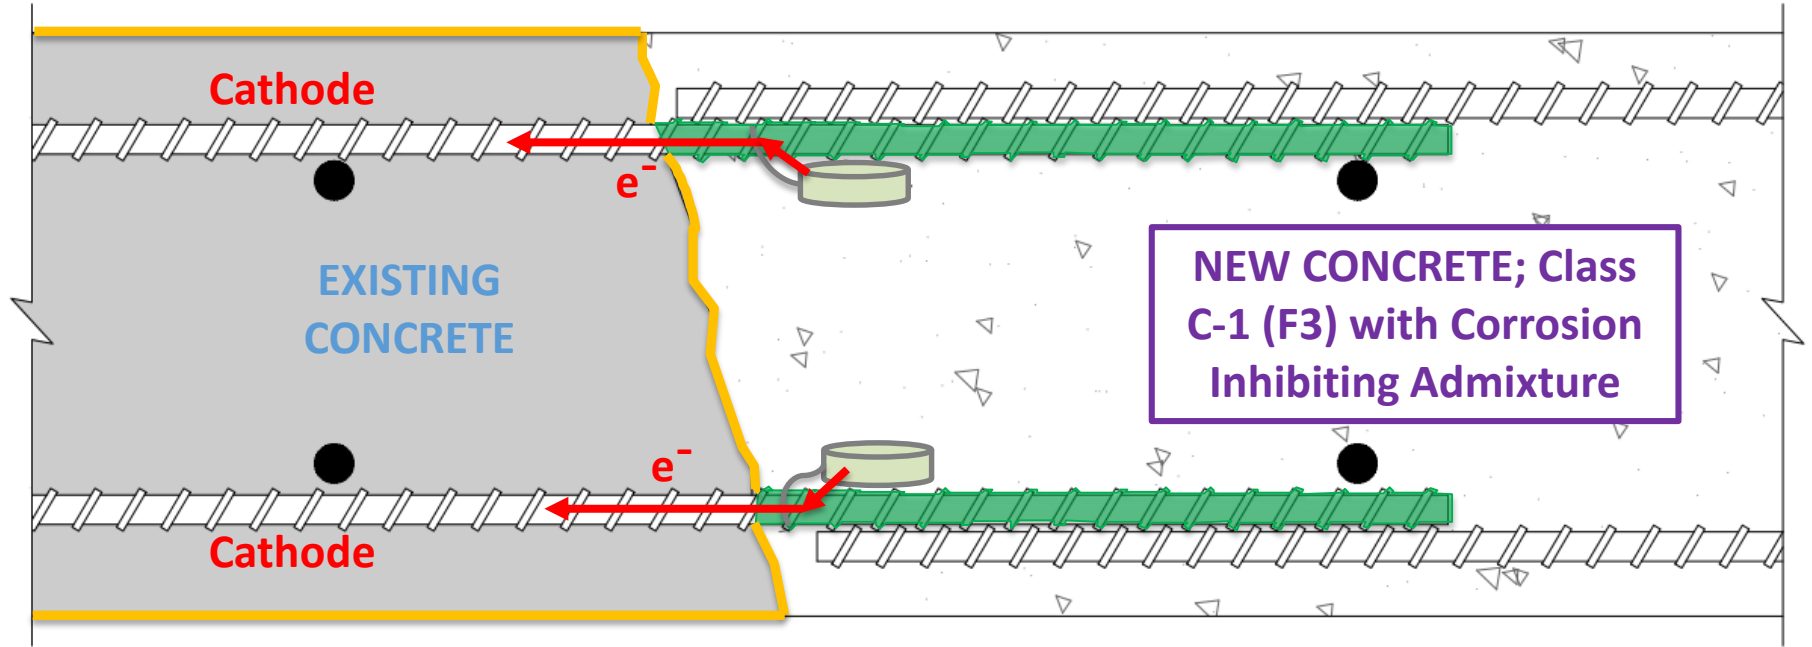 Cathode
e⁻
EXISTING
CONCRETE
NEW CONCRETE; Class
C-1 (F3) with Corrosion
Inhibiting Admixture
e⁻
Cathode